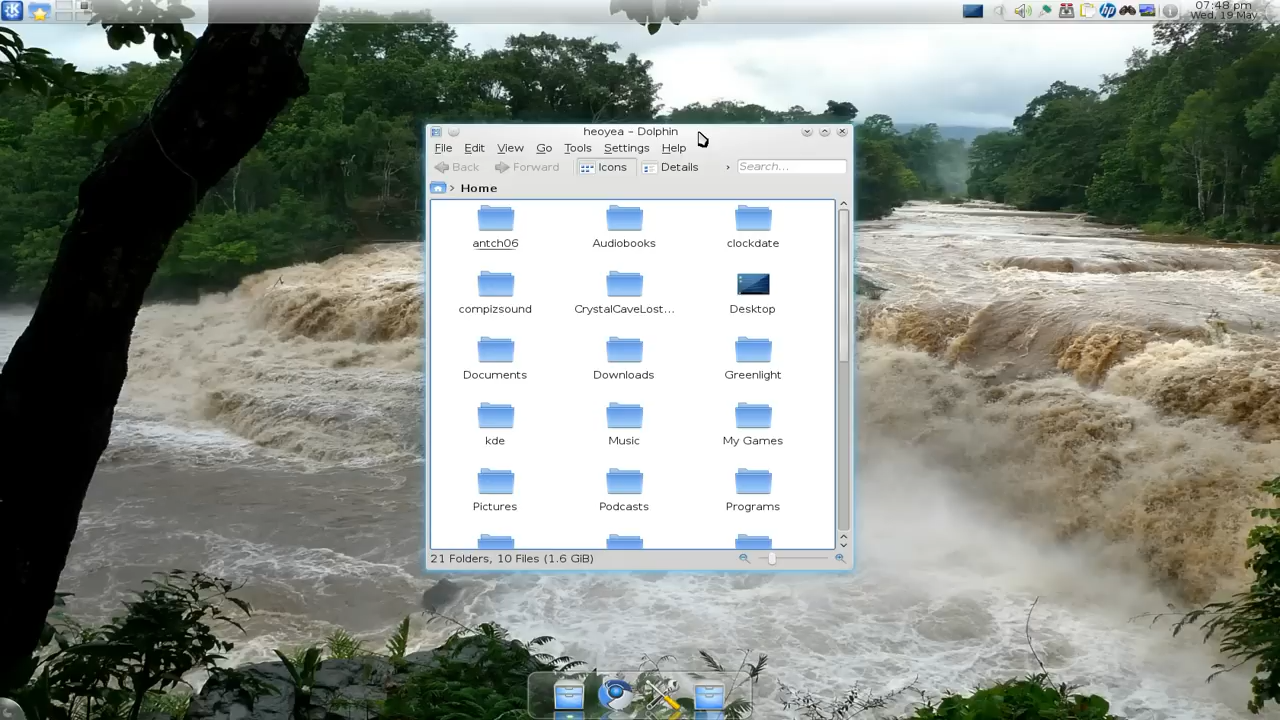 07:48 pm
Wed, 19 May
heoyea – Dolphin
File Edit View Go Tools Settings Help
Back Forward Icons Details › Search...
> Home
antch06 Audiobooks clockdate
compizsound CrystalCaveLost... Desktop
Documents Downloads Greenlight
kde Music My Games
Pictures Podcasts Programs
21 Folders, 10 Files (1.6 GiB)